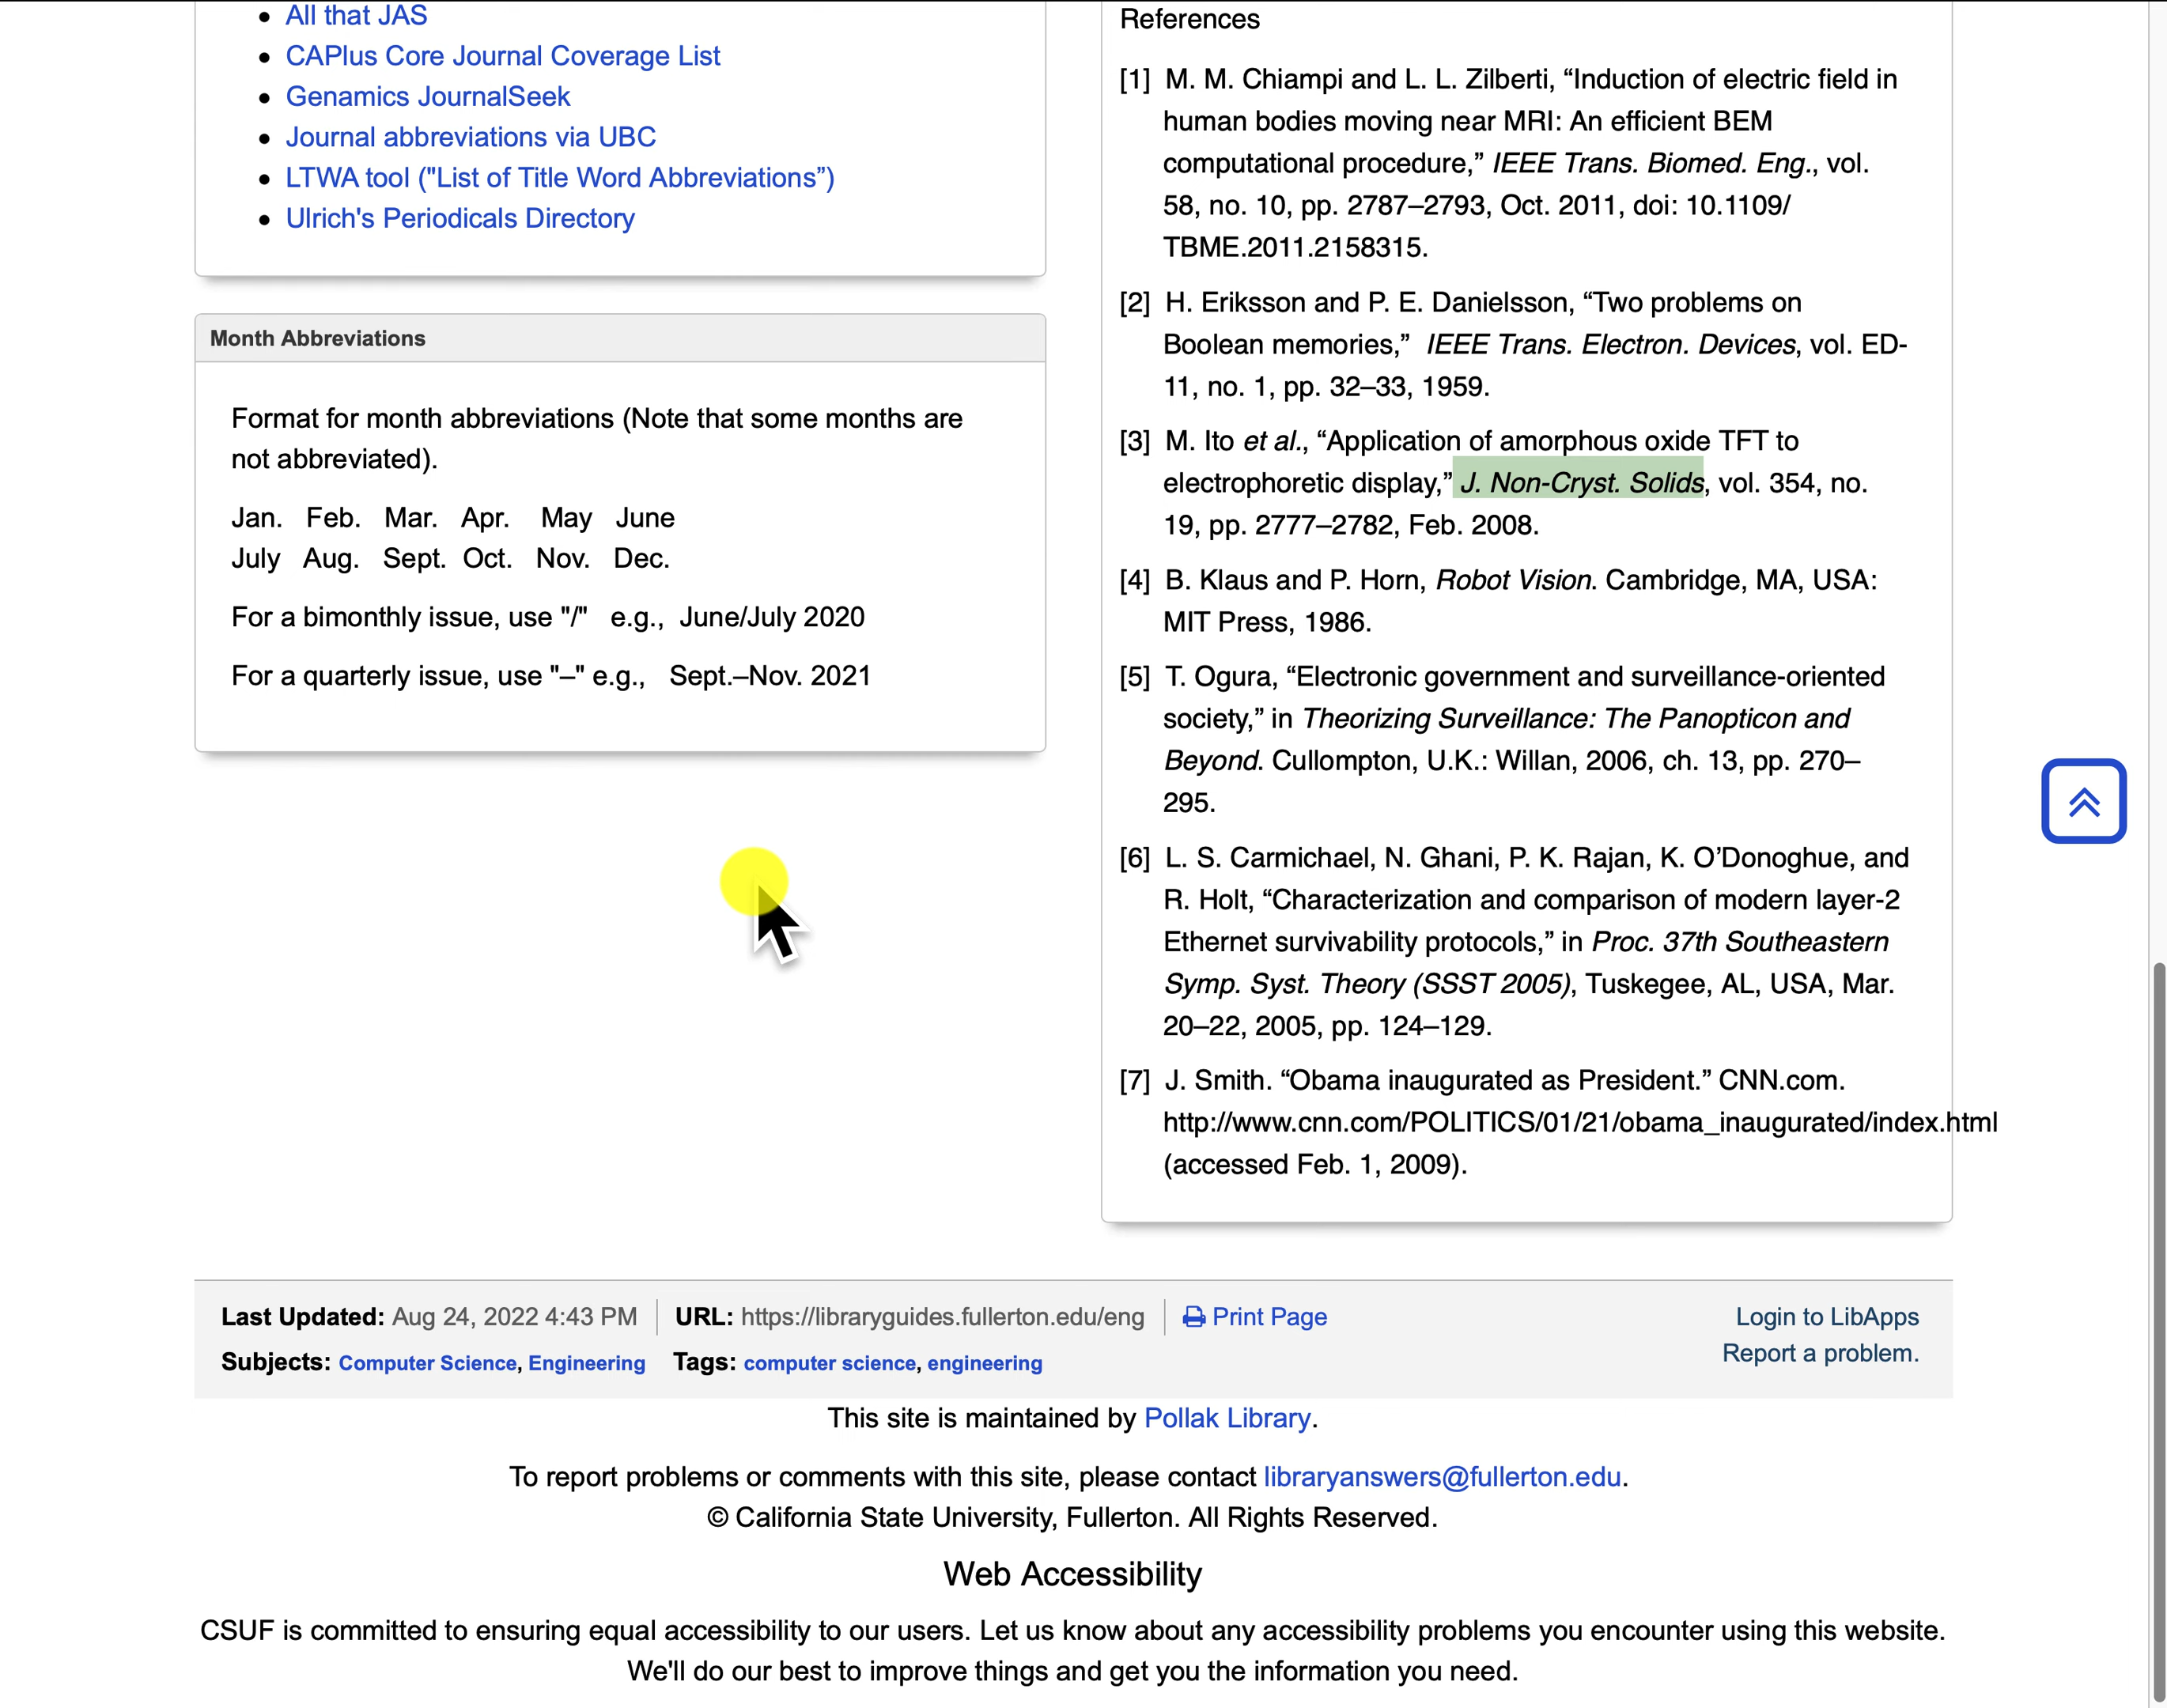 All that JAS
CAPlus Core Journal Coverage List
Genamics JournalSeek
Journal abbreviations via UBC
LTWA tool ("List of Title Word Abbreviations”)
Ulrich's Periodicals Directory
Month Abbreviations
Format for month abbreviations (Note that some months are
not abbreviated).
Jan. Feb. Mar. Apr. May June
July Aug. Sept. Oct. Nov. Dec.
For a bimonthly issue, use "/" e.g., June/July 2020
For a quarterly issue, use "–" e.g., Sept.–Nov. 2021
References
[1] M. M. Chiampi and L. L. Zilberti, “Induction of electric field in
human bodies moving near MRI: An efficient BEM
computational procedure,” IEEE Trans. Biomed. Eng., vol.
58, no. 10, pp. 2787–2793, Oct. 2011, doi: 10.1109/
TBME.2011.2158315.
[2] H. Eriksson and P. E. Danielsson, “Two problems on
Boolean memories,” IEEE Trans. Electron. Devices, vol. ED-
11, no. 1, pp. 32–33, 1959.
[3] M. Ito et al., “Application of amorphous oxide TFT to
electrophoretic display,” J. Non-Cryst. Solids, vol. 354, no.
19, pp. 2777–2782, Feb. 2008.
[4] B. Klaus and P. Horn, Robot Vision. Cambridge, MA, USA:
MIT Press, 1986.
[5] T. Ogura, “Electronic government and surveillance-oriented
society,” in Theorizing Surveillance: The Panopticon and
Beyond. Cullompton, U.K.: Willan, 2006, ch. 13, pp. 270–
295.
[6] L. S. Carmichael, N. Ghani, P. K. Rajan, K. O’Donoghue, and
R. Holt, “Characterization and comparison of modern layer-2
Ethernet survivability protocols,” in Proc. 37th Southeastern
Symp. Syst. Theory (SSST 2005), Tuskegee, AL, USA, Mar.
20–22, 2005, pp. 124–129.
[7] J. Smith. “Obama inaugurated as President.” CNN.com.
http://www.cnn.com/POLITICS/01/21/obama_inaugurated/index.html
(accessed Feb. 1, 2009).
Last Updated: Aug 24, 2022 4:43 PM URL: https://libraryguides.fullerton.edu/eng Print Page Login to LibApps
Subjects: Computer Science, Engineering Tags: computer science, engineering Report a problem.
This site is maintained by Pollak Library.
To report problems or comments with this site, please contact libraryanswers@fullerton.edu.
© California State University, Fullerton. All Rights Reserved.
Web Accessibility
CSUF is committed to ensuring equal accessibility to our users. Let us know about any accessibility problems you encounter using this website.
We'll do our best to improve things and get you the information you need.